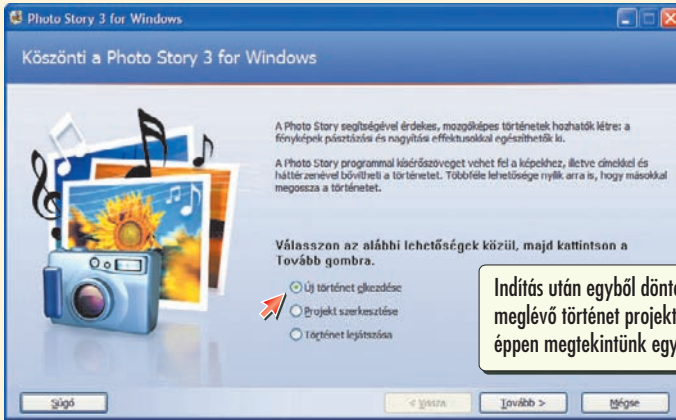 Photo Story 3 for Windows
Köszönti a Photo Story 3 for Windows
A Photo Story segítségével érdekes, mozgóképes történetek hozhatók létre: a
fényképek pásztázási és nagyítási effektusokkal egészíthetők ki.
A Photo Story programmal kísérőszöveget vehet fel a képekhez, illetve címekkel és
háttérzenével bővítheti a történetet. Többféle lehetősége nyílik arra is, hogy másokkal
megossza a történetet.
Válasszon az alábbi lehetőségek közül, majd kattintson a
Tovább gombra.
Új történet elkezdése
Projekt szerkesztése
Történet lejátszása
Indítás után egyből dönt
meglévő történet projekt
éppen megtekintünk egy
Súgó
< Vissza
Tovább >
Mégse